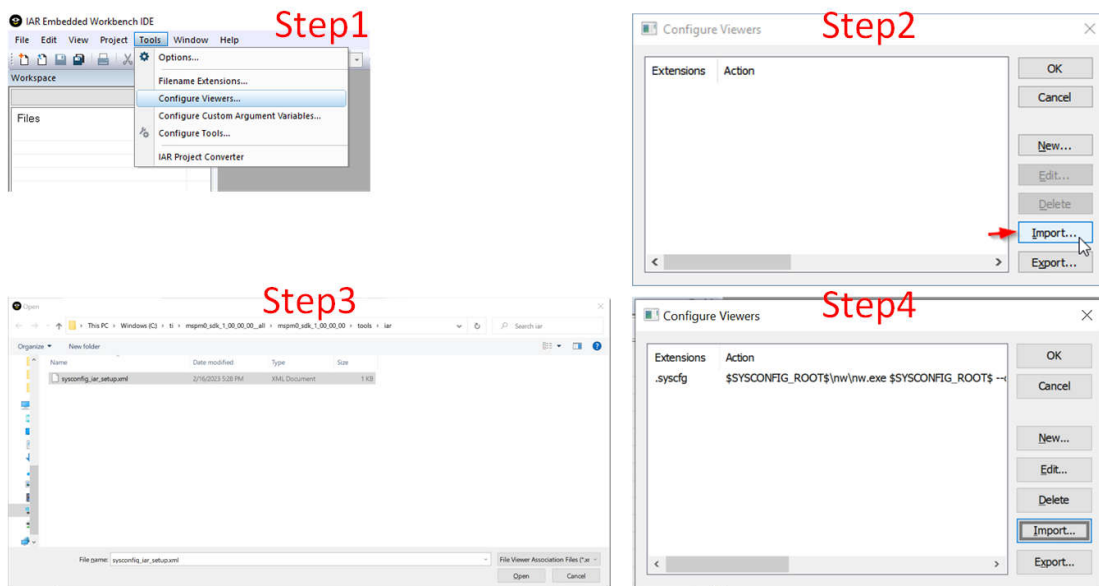 Step1
IAR Embedded Workbench IDE
File Edit View Project Tools Window Help
Options...
Workspace
Filename Extensions...
Configure Viewers...
Files
Configure Custom Argument Variables...
Configure Tools...
IAR Project Converter
Step2
Configure Viewers
Extensions Action
OK
Cancel
New...
Edit...
Delete
Import...
Export...
Step3
Open
This PC › Windows (C:) › ti › mspm0_sdk_1_00_00_00__all › mspm0_sdk_1_00_00_00 › tools › iar
Search iar
Organize New folder
Name Date modified Type Size
sysconfig_iar_setup.xml 2/16/2023 5:28 PM XML Document 1 KB
File name: sysconfig_iar_setup.xml File Viewer Association Files (*.xm
Open Cancel
Step4
Configure Viewers
Extensions Action
.syscfg $SYSCONFIG_ROOT$\nw\nw.exe $SYSCONFIG_ROOT$ --c
OK
Cancel
New...
Edit...
Delete
Import...
Export...